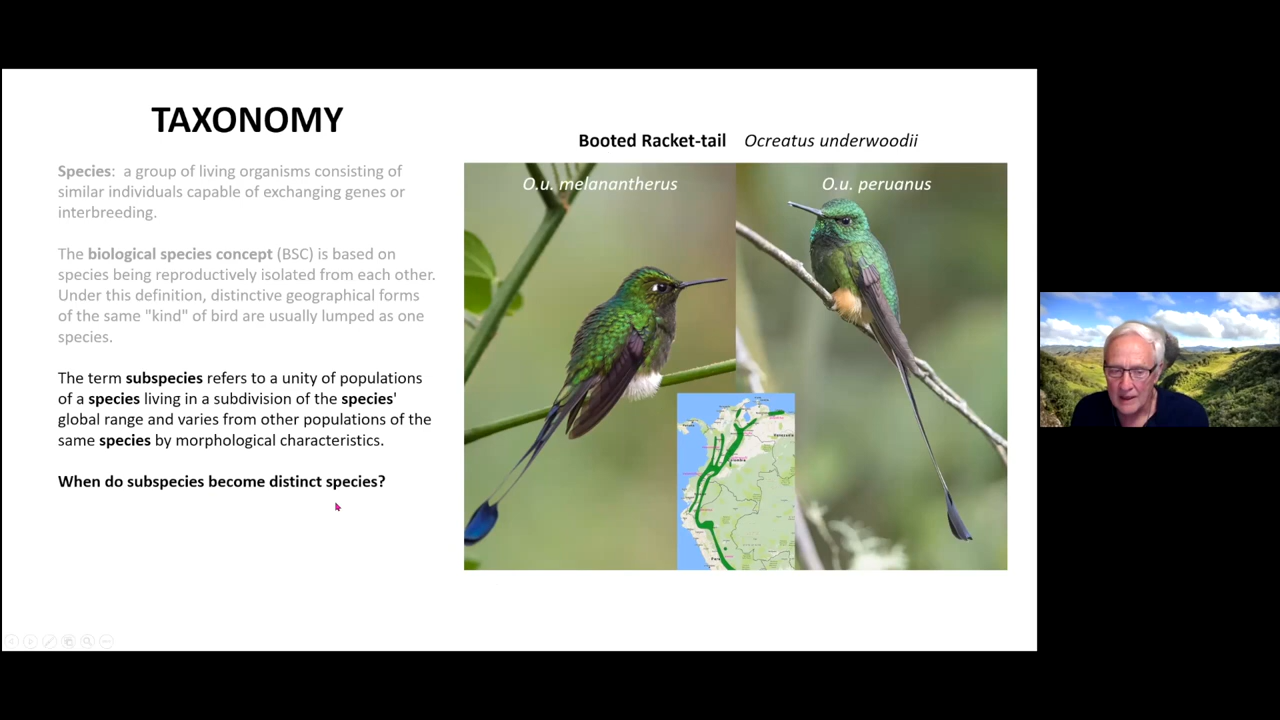 TAXONOMY
Species:  a group of living organisms consisting of
similar individuals capable of exchanging genes or
interbreeding.
The biological species concept (BSC) is based on
species being reproductively isolated from each other.
Under this definition, distinctive geographical forms
of the same "kind" of bird are usually lumped as one
species.
The term subspecies refers to a unity of populations
of a species living in a subdivision of the species'
global range and varies from other populations of the
same species by morphological characteristics.
When do subspecies become distinct species?
Booted Racket-tail Ocreatus underwoodii
O.u. melanantherus
O.u. peruanus